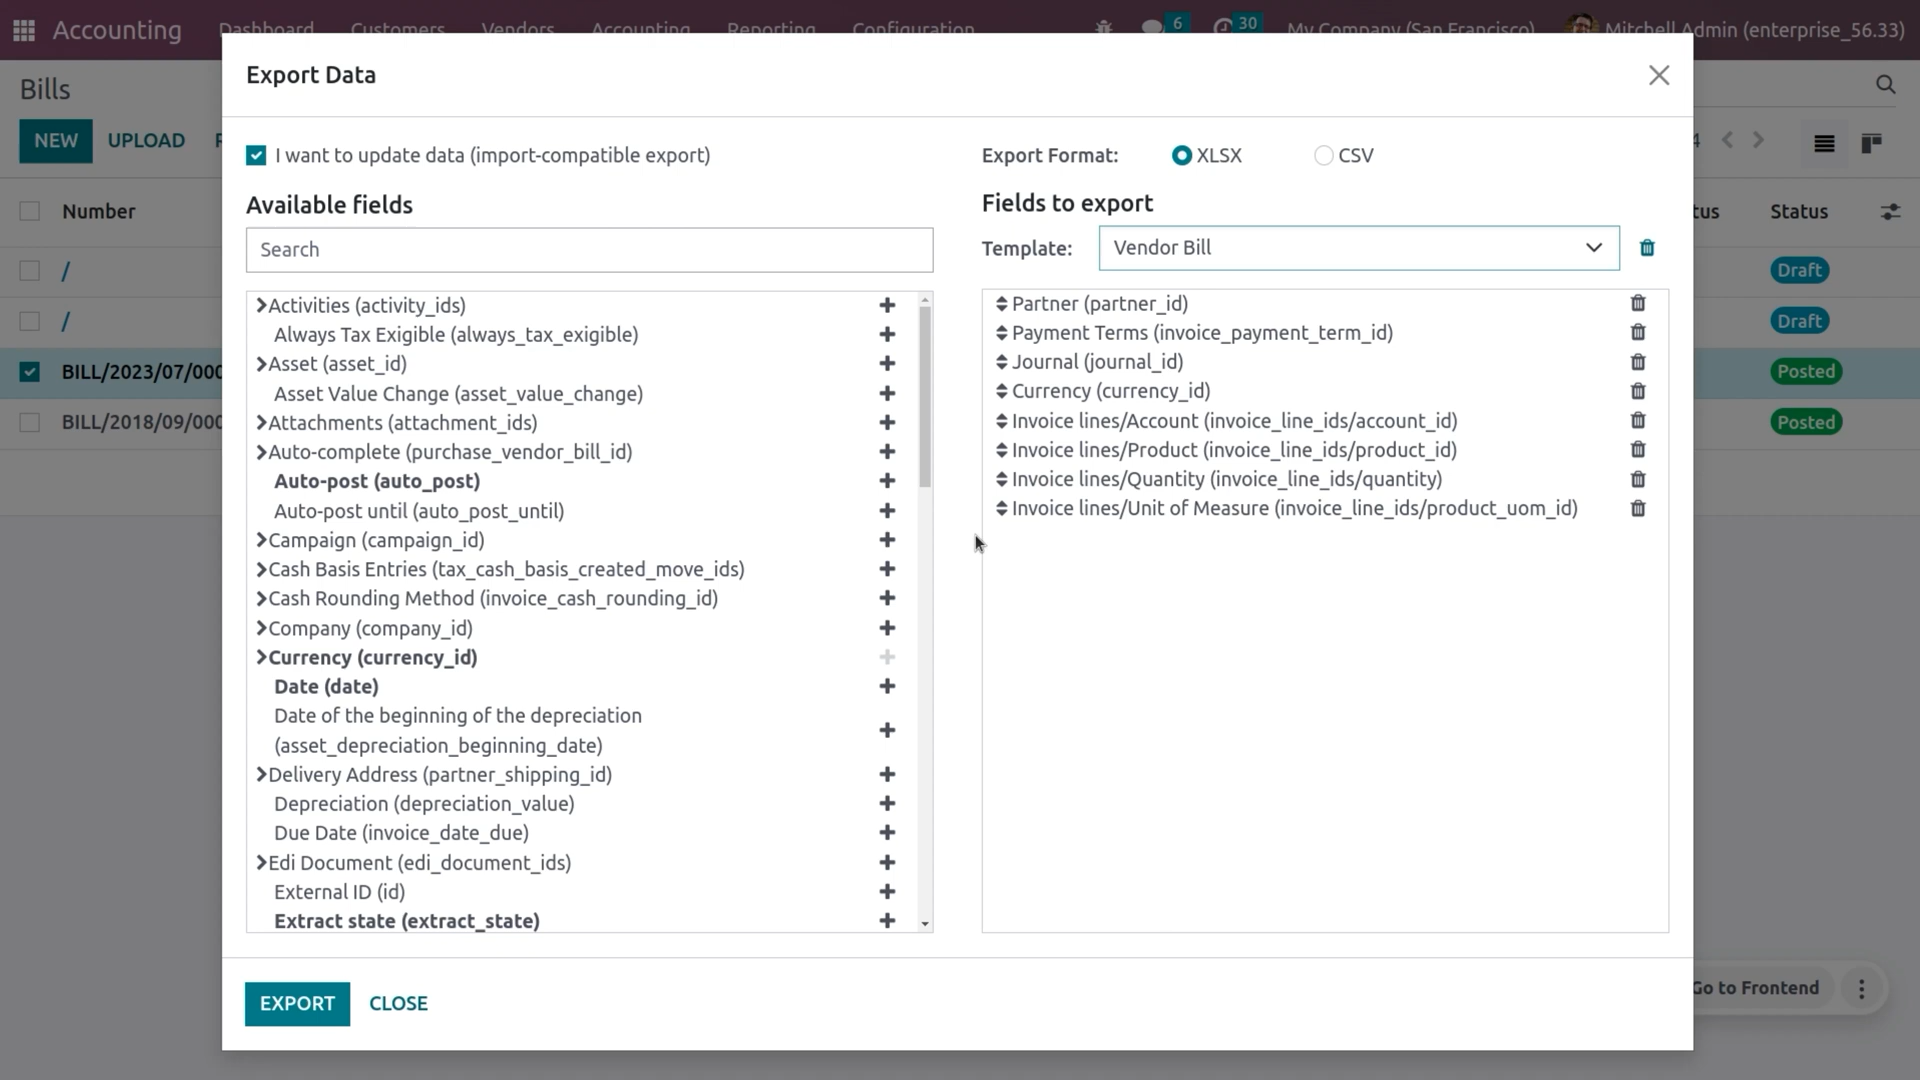 Accounting Dashboard Customers Vendors Accounting Reporting Configuration 6 30 My Company (San Francisco) Mitchell Admin (enterprise_56.33)
Export Data
Bills
NEW UPLOAD
I want to update data (import-compatible export)
Export Format: XLSX CSV
4
Available fields
Fields to export
Number
Status
Search
Template: Vendor Bill
/
Draft
/
Draft
BILL/2023/07/000
Posted
BILL/2018/09/000
Posted
Activities (activity_ids)
Always Tax Exigible (always_tax_exigible)
Asset (asset_id)
Asset Value Change (asset_value_change)
Attachments (attachment_ids)
Auto-complete (purchase_vendor_bill_id)
Auto-post (auto_post)
Auto-post until (auto_post_until)
Campaign (campaign_id)
Cash Basis Entries (tax_cash_basis_created_move_ids)
Cash Rounding Method (invoice_cash_rounding_id)
Company (company_id)
Currency (currency_id)
Date (date)
Date of the beginning of the depreciation
(asset_depreciation_beginning_date)
Delivery Address (partner_shipping_id)
Depreciation (depreciation_value)
Due Date (invoice_date_due)
Edi Document (edi_document_ids)
External ID (id)
Extract state (extract_state)
Partner (partner_id)
Payment Terms (invoice_payment_term_id)
Journal (journal_id)
Currency (currency_id)
Invoice lines/Account (invoice_line_ids/account_id)
Invoice lines/Product (invoice_line_ids/product_id)
Invoice lines/Quantity (invoice_line_ids/quantity)
Invoice lines/Unit of Measure (invoice_line_ids/product_uom_id)
EXPORT CLOSE
Go to Frontend